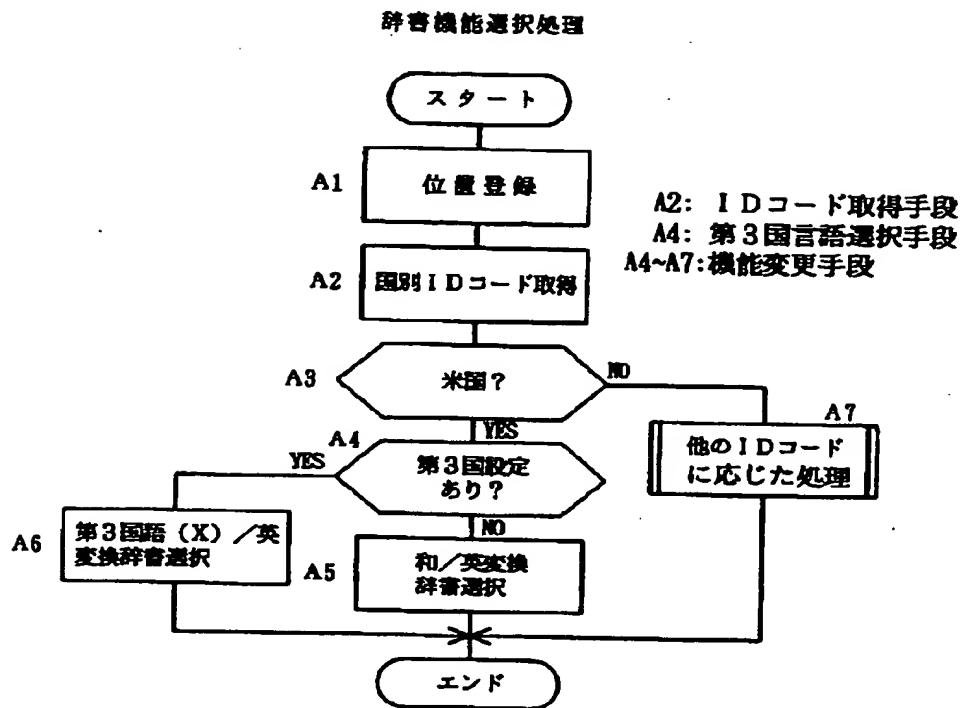 辞書機能選択処理
スタート
A1
位置登録
A2: IDコード取得手段
A4: 第3国言語選択手段
A4~A7:機能変更手段
A2
国別IDコード取得
A3
米国?
NO
YES
A7
他のIDコード
に応じた処理
A4
YES
第3国設定
あり?
NO
A6
第3国語(X)/英
変換辞書選択
A5
和/英変換
辞書選択
エンド